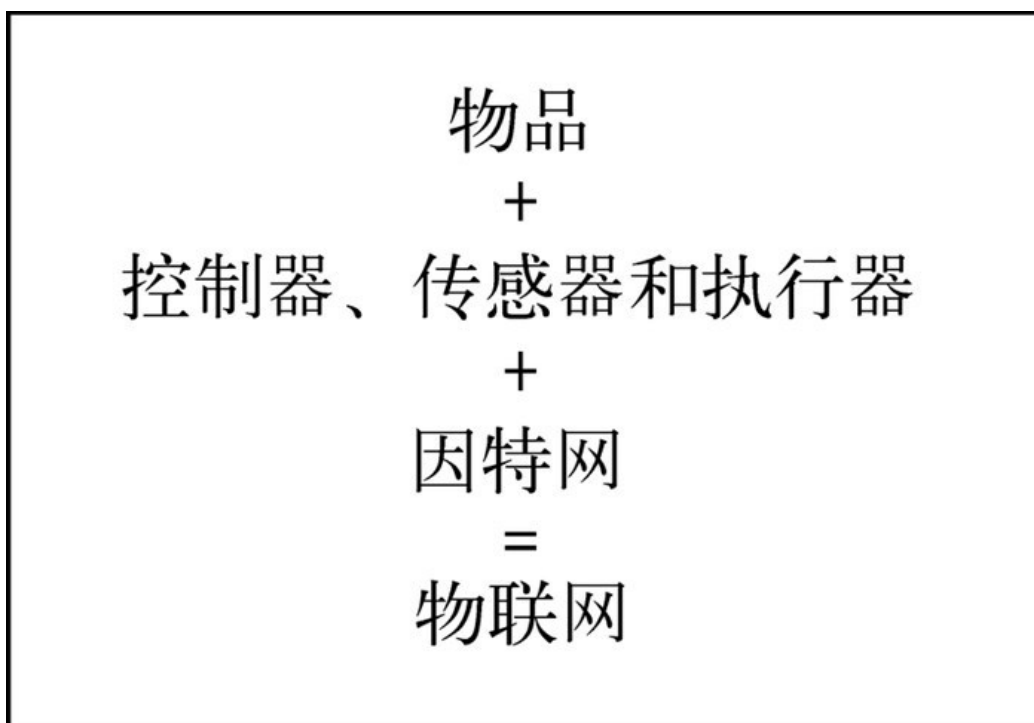 物品
+
控制器、传感器和执行器
+
因特网
=
物联网